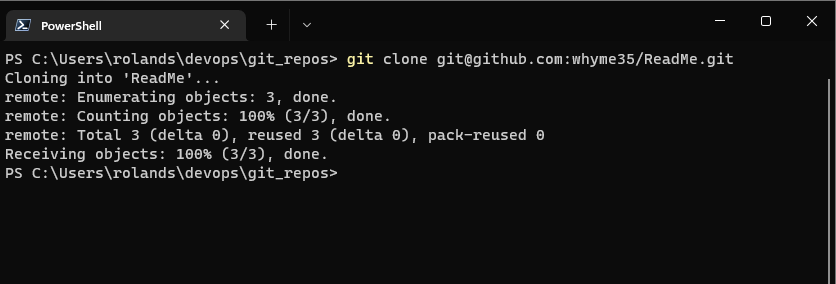 PowerShell
PS C:\Users\rolands\devops\git_repos> git clone git@github.com:whyme35/ReadMe.git
Cloning into 'ReadMe'...
remote: Enumerating objects: 3, done.
remote: Counting objects: 100% (3/3), done.
remote: Total 3 (delta 0), reused 3 (delta 0), pack-reused 0
Receiving objects: 100% (3/3), done.
PS C:\Users\rolands\devops\git_repos>